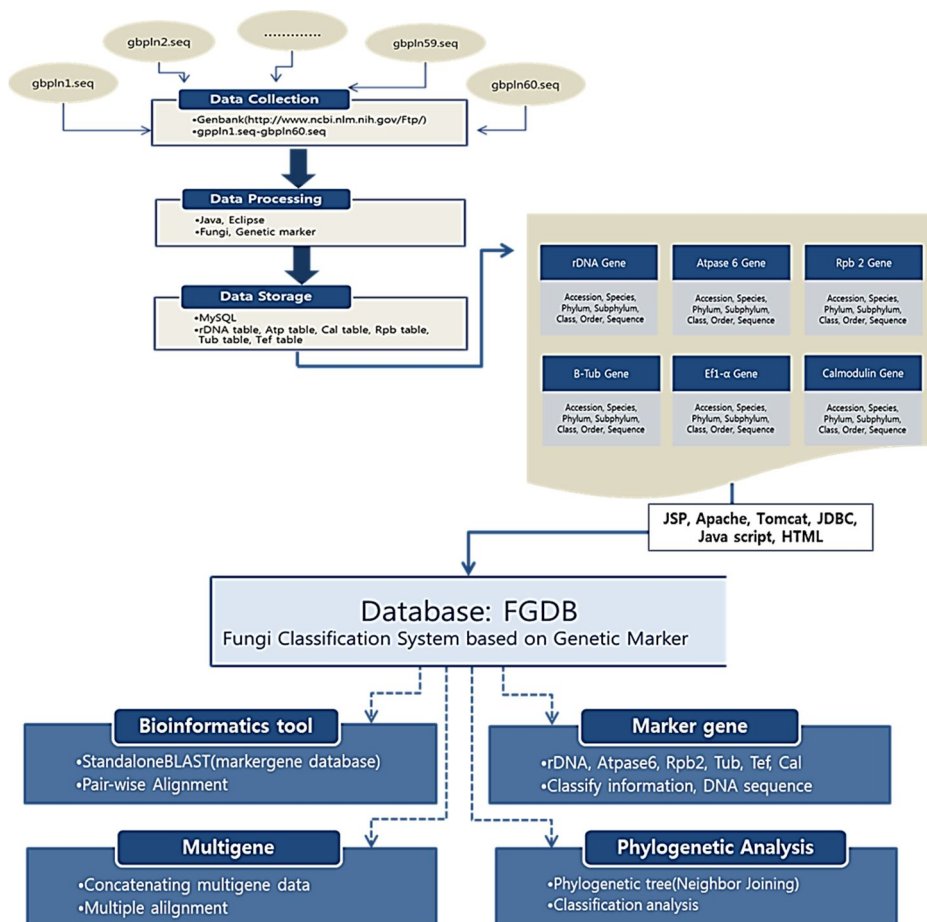 gbpln1.seq
gbpln2.seq
.............
gbpln59.seq
gbpln60.seq
Data Collection
•Genbank(http://www.ncbi.nlm.nih.gov/Ftp/)
•gppln1.seq-gbpln60.seq
Data Processing
•Java, Eclipse
•Fungi, Genetic marker
Data Storage
•MySQL
•rDNA table, Atp table, Cal table, Rpb table,
Tub table, Tef table
rDNA Gene
Accession, Species,
Phylum, Subphylum,
Class, Order, Sequence
Atpase 6 Gene
Accession, Species,
Phylum, Subphylum,
Class, Order, Sequence
Rpb 2 Gene
Accession, Species,
Phylum, Subphylum,
Class, Order, Sequence
B-Tub Gene
Accession, Species,
Phylum, Subphylum,
Class, Order, Sequence
Ef1-α Gene
Accession, Species,
Phylum, Subphylum,
Class, Order, Sequence
Calmodulin Gene
Accession, Species,
Phylum, Subphylum,
Class, Order, Sequence
JSP, Apache, Tomcat, JDBC,
Java script, HTML
Database: FGDB
Fungi Classification System based on Genetic Marker
Bioinformatics tool
•StandaloneBLAST(markergene database)
•Pair-wise Alignment
Marker gene
•rDNA, Atpase6, Rpb2, Tub, Tef, Cal
•Classify information, DNA sequence
Multigene
•Concatenating multigene data
•Multiple alilgnment
Phylogenetic Analysis
•Phylogenetic tree(Neighbor Joining)
•Classification analysis